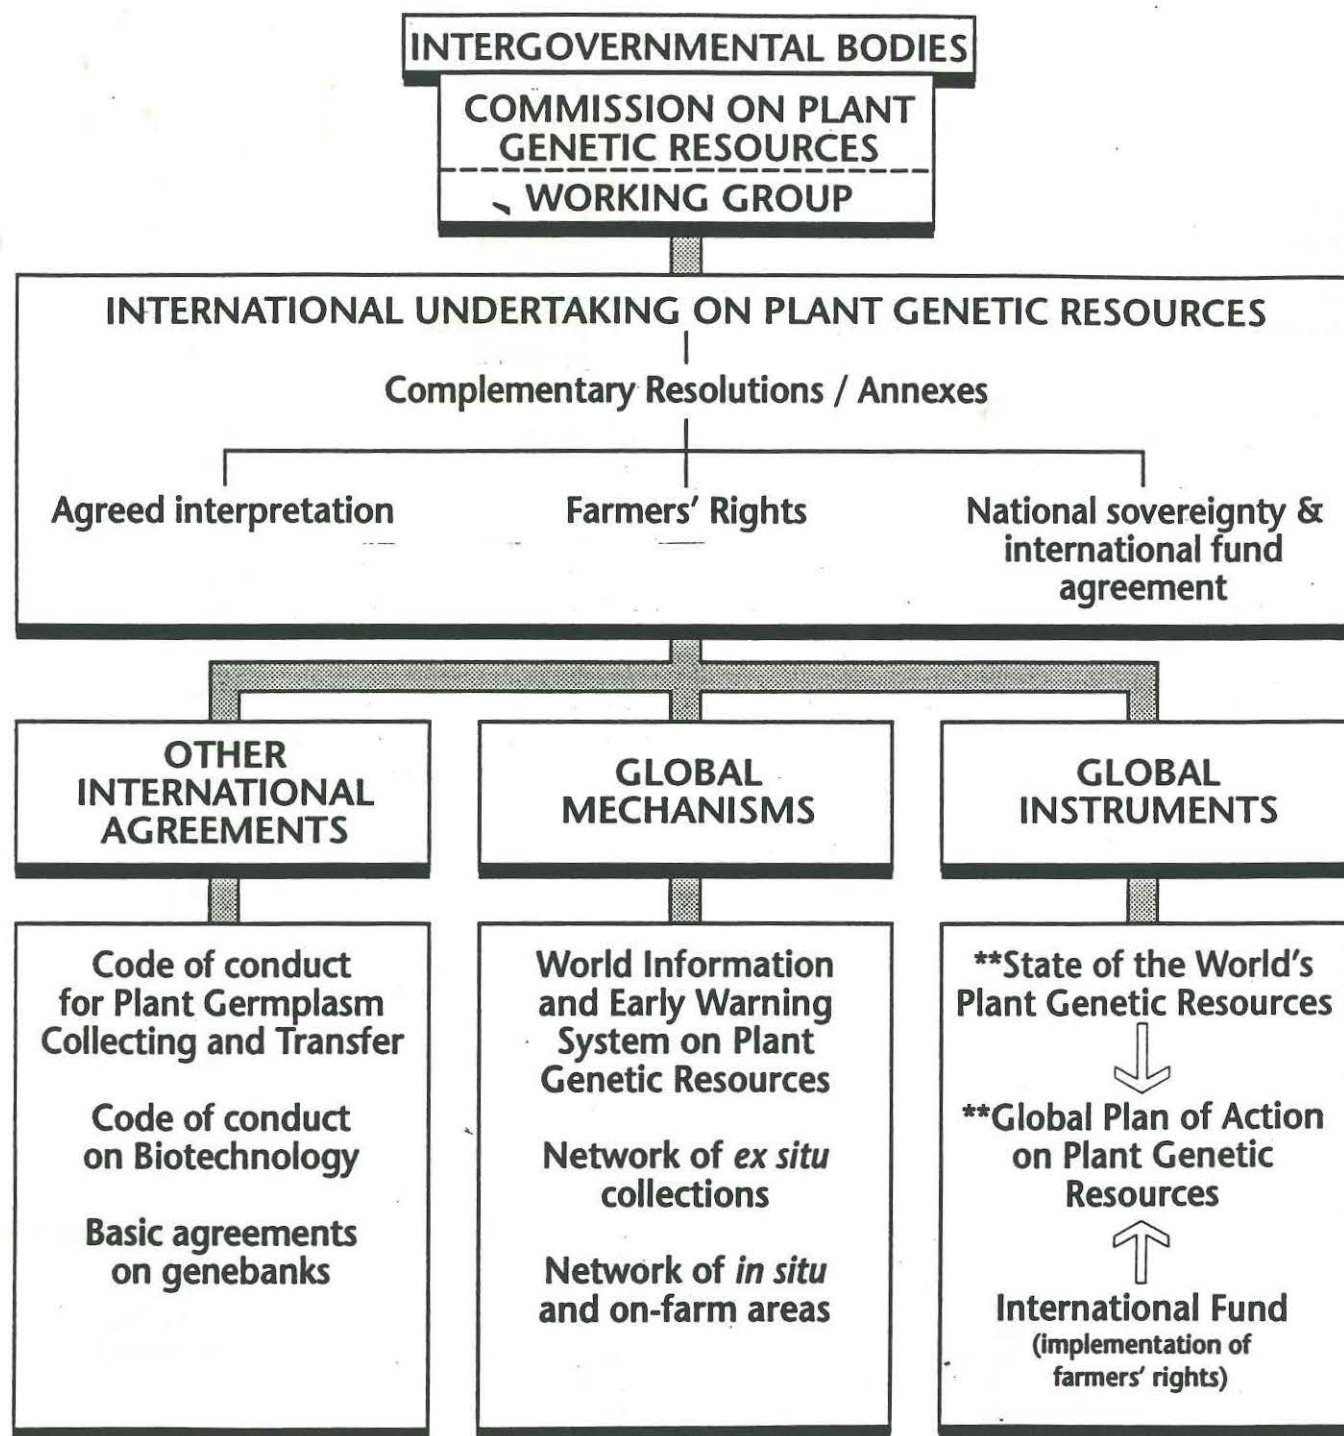 INTERGOVERNMENTAL BODIES
COMMISSION ON PLANT
GENETIC RESOURCES
WORKING GROUP
INTERNATIONAL UNDERTAKING ON PLANT GENETIC RESOURCES
Complementary Resolutions / Annexes
Agreed interpretation
Farmers' Rights
National sovereignty &
international fund
agreement
OTHER
INTERNATIONAL
AGREEMENTS
Code of conduct
for Plant Germplasm
Collecting and Transfer
Code of conduct
on Biotechnology
Basic agreements
on genebanks
GLOBAL
MECHANISMS
World Information
and Early Warning
System on Plant
Genetic Resources
Network of ex situ
collections
Network of in situ
and on-farm areas
GLOBAL
INSTRUMENTS
**State of the World's
Plant Genetic Resources
**Global Plan of Action
on Plant Genetic
Resources
International Fund
(implementation of
farmers' rights)